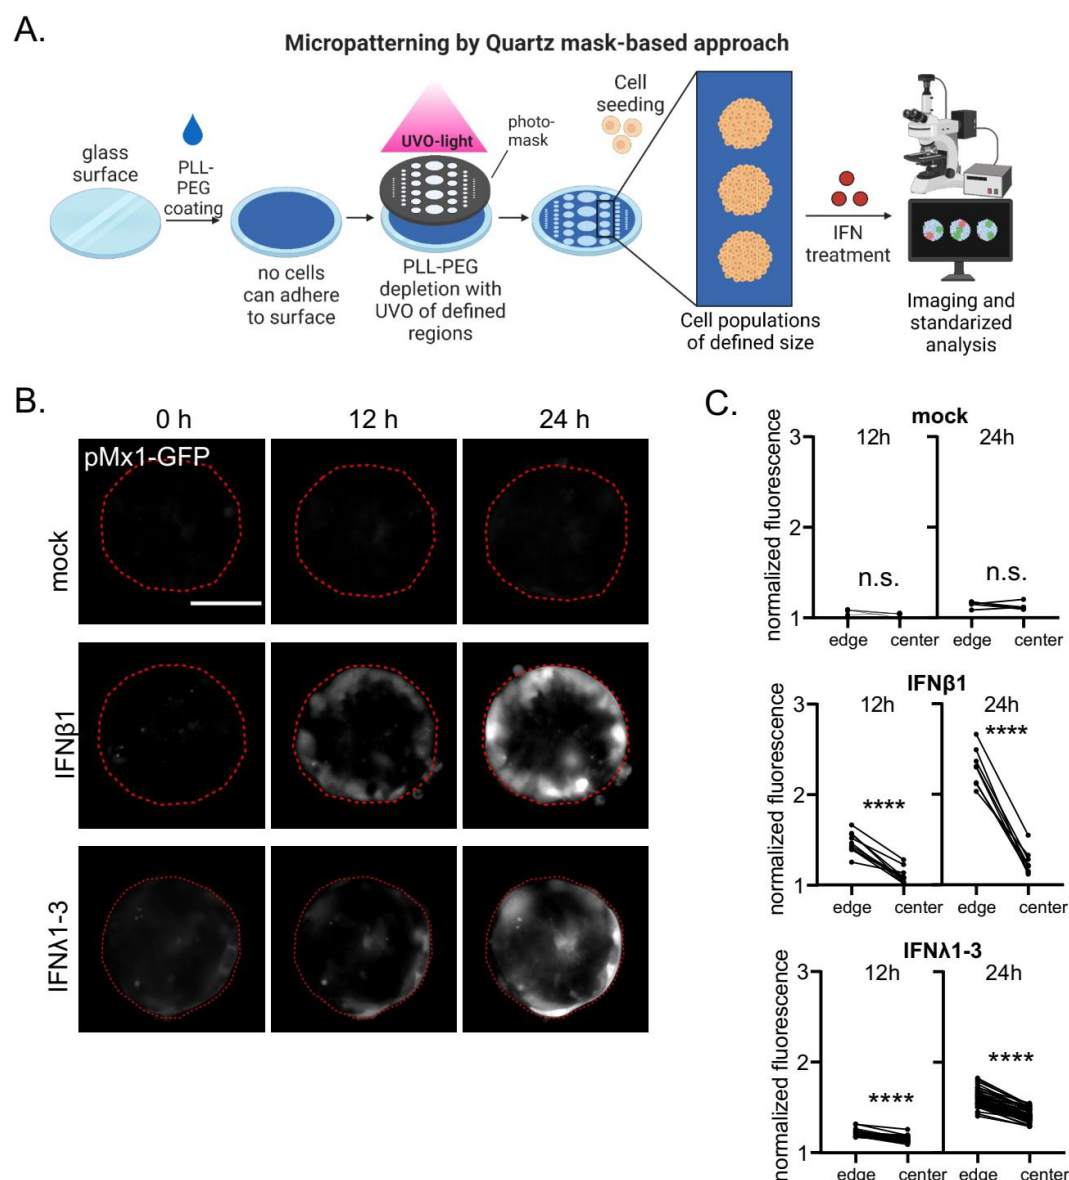 A.
Micropatterning by Quartz mask-based approach
glass
surface
PLL-
PEG
coating
no cells
can adhere
to surface
UVO-light
photo-
mask
PLL-PEG
depletion with
UVO of defined
regions
Cell
seeding
Cell populations
of defined size
IFN
treatment
Imaging and
standarized
analysis
B.
0 h
12 h
24 h
pMx1-GFP
mock
IFNβ1
IFNλ1-3
C.
mock
normalized fluorescence
3
2
1
12h
24h
n.s.
n.s.
edge
center
edge
center
IFNβ1
normalized fluorescence
3
2
1
12h
24h
****
****
edge
center
edge
center
IFNλ1-3
normalized fluorescence
3
2
1
12h
24h
****
****
edge
center
edge
center